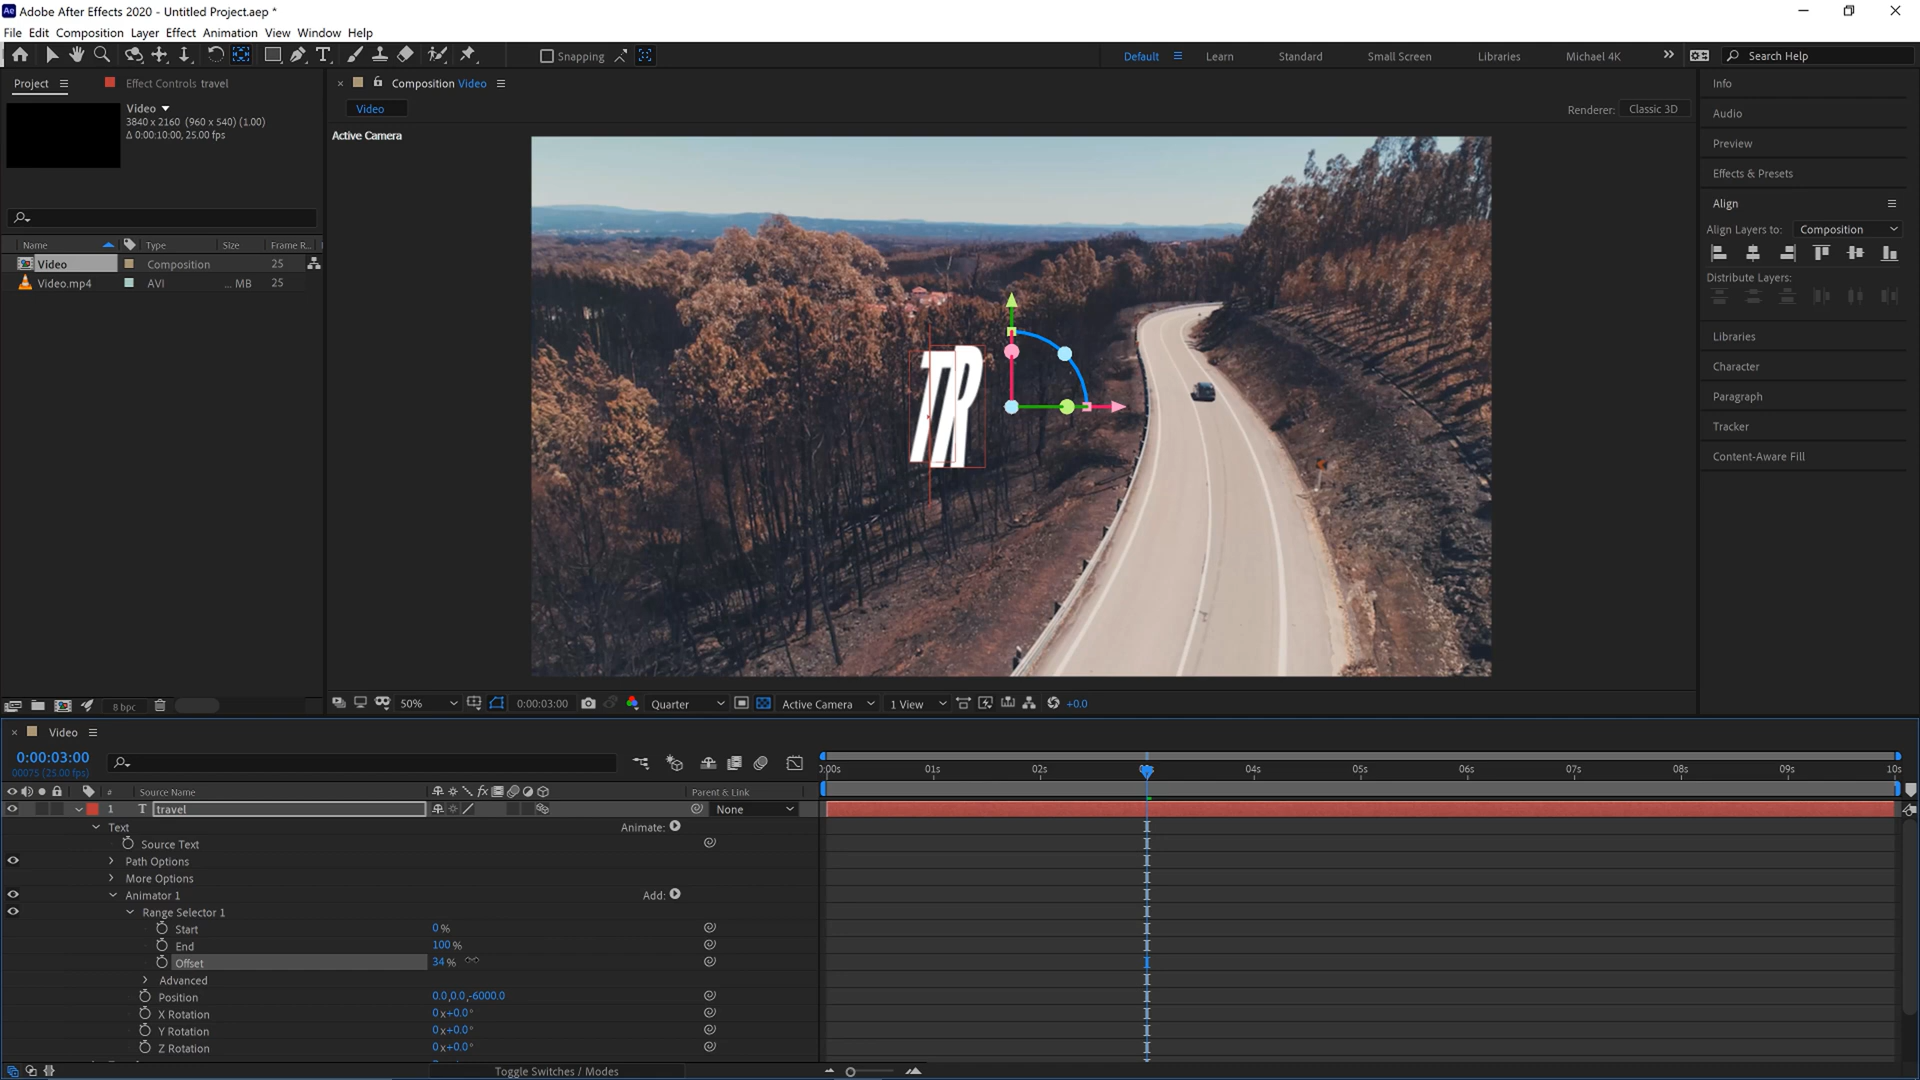 Ae Adobe After Effects 2020 - Untitled Project.aep *
File Edit Composition Layer Effect Animation View Window Help
Snapping
Default Learn Standard Small Screen Libraries Michael 4K Search Help
Project Effect Controls travel
Video
3840 x 2160 (960 x 540) (1.00)
Δ 0:00:10:00, 25.00 fps
Name Type Size Frame R...
Video Composition 25
Video.mp4 AVI ... MB 25
8 bpc
Composition Video
Video
Renderer: Classic 3D
Active Camera
TR
50% 0:00:03:00 Quarter Active Camera 1 View +0.0
Info
Audio
Preview
Effects & Presets
Align
Align Layers to: Composition
Distribute Layers:
Libraries
Character
Paragraph
Tracker
Content-Aware Fill
Video
0:00:03:00
00075 (25.00 fps)
# Source Name fx Parent & Link
0:00s 01s 02s 04s 05s 06s 07s 08s 09s 10s
1 T travel None
Text Animate:
Source Text
Path Options
More Options
Animator 1 Add:
Range Selector 1
Start 0 %
End 100 %
Offset 34 %
Advanced
Position 0.0,0.0,-6000.0
X Rotation 0 x+0.0 °
Y Rotation 0 x+0.0 °
Z Rotation 0 x+0.0 °
Toggle Switches / Modes